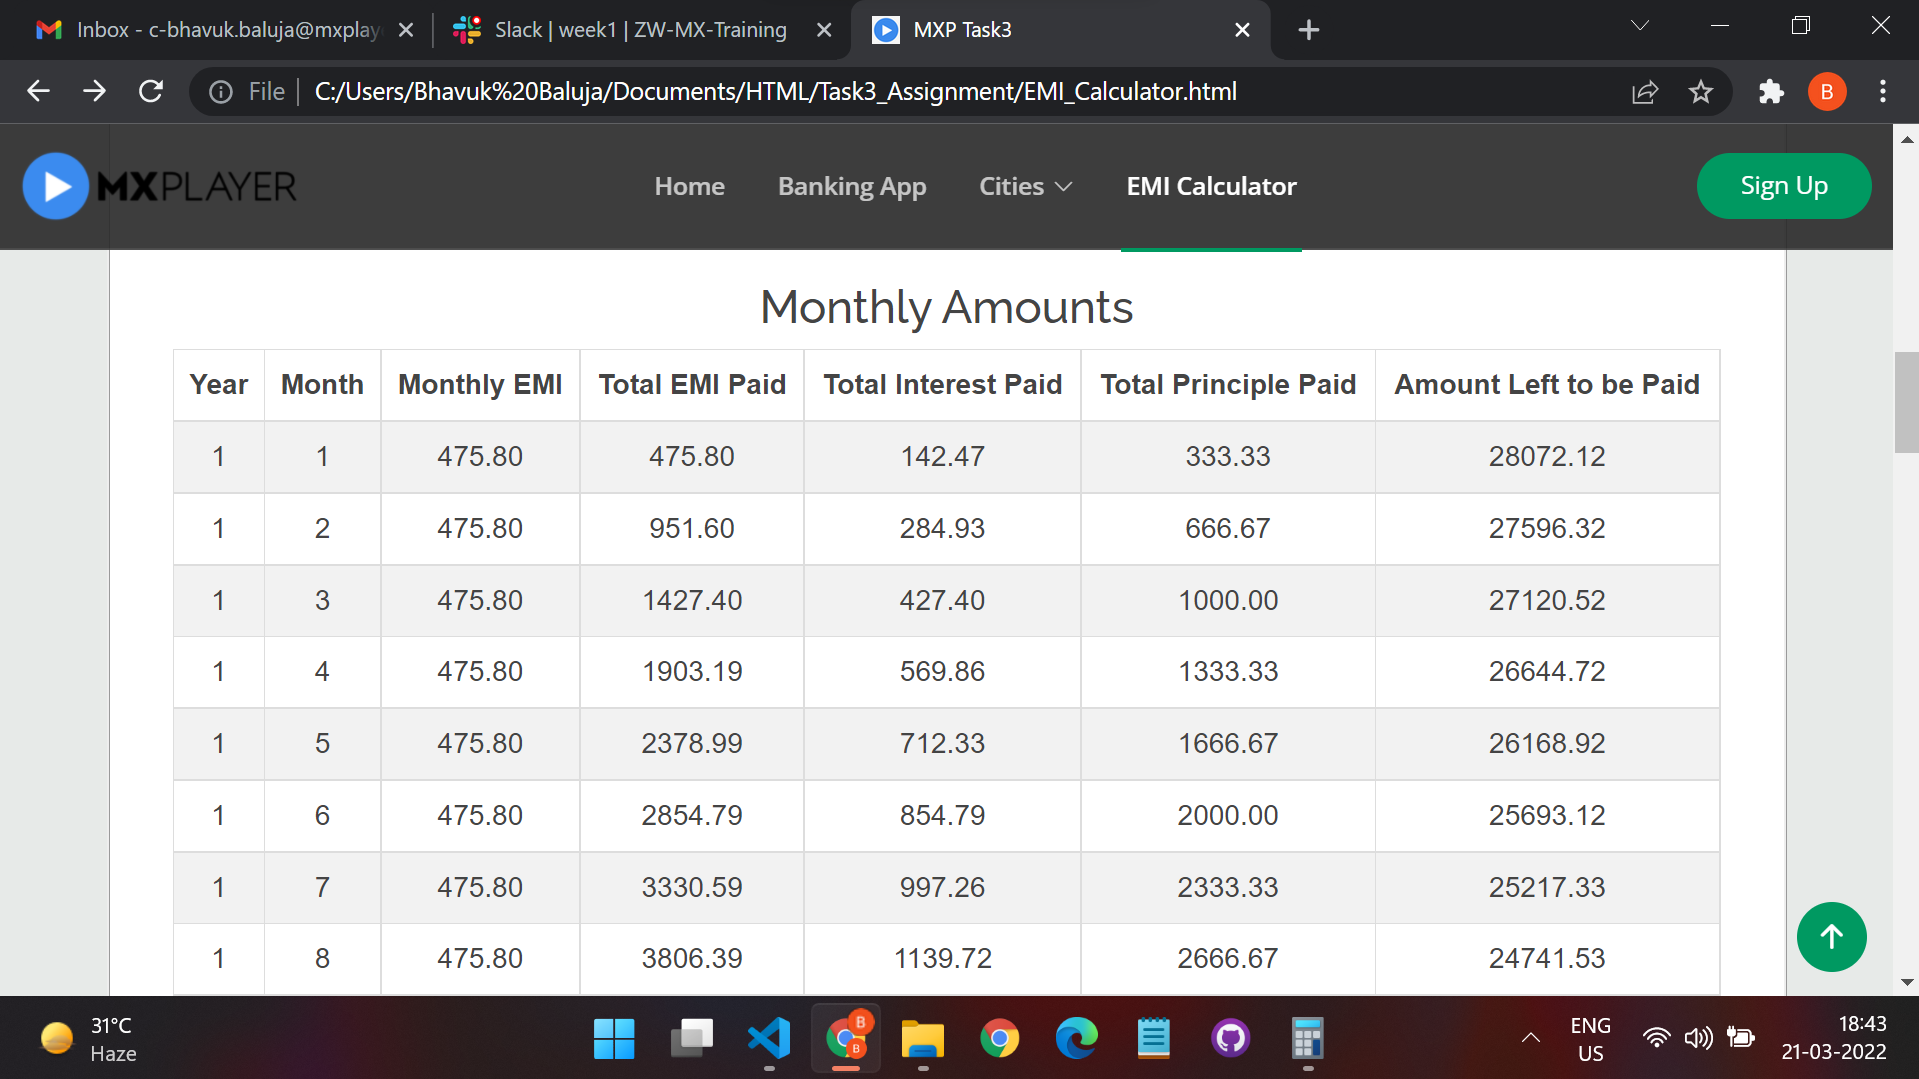 Inbox - c-bhavuk.baluja@mxplay
Slack | week1 | ZW-MX-Training
MXP Task3
File
C:/Users/Bhavuk%20Baluja/Documents/HTML/Task3_Assignment/EMI_Calculator.html
B
MXPLAYER
Home
Banking App
Cities
EMI Calculator
Sign Up
Monthly Amounts
Year Month Monthly EMI Total EMI Paid Total Interest Paid Total Principle Paid Amount Left to be Paid
1 1 475.80 475.80 142.47 333.33 28072.12
1 2 475.80 951.60 284.93 666.67 27596.32
1 3 475.80 1427.40 427.40 1000.00 27120.52
1 4 475.80 1903.19 569.86 1333.33 26644.72
1 5 475.80 2378.99 712.33 1666.67 26168.92
1 6 475.80 2854.79 854.79 2000.00 25693.12
1 7 475.80 3330.59 997.26 2333.33 25217.33
1 8 475.80 3806.39 1139.72 2666.67 24741.53
31°C
Haze
B
B
ENG
US
18:43
21-03-2022